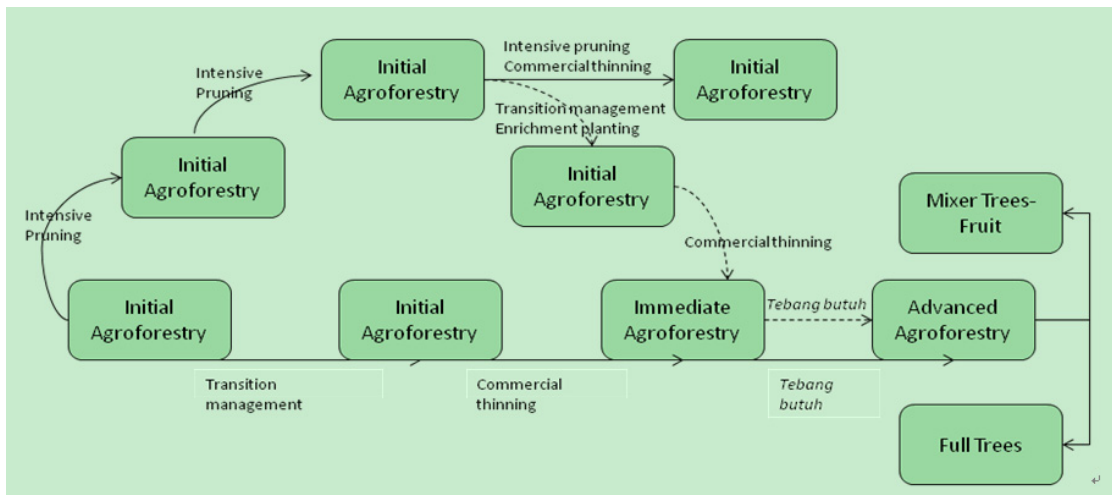 Initial
Agroforestry
Intensive pruning
Commercial thinning
Initial
Agroforestry
Intensive
Pruning
Transition management
Enrichment planting
Initial
Agroforestry
Initial
Agroforestry
Mixer Trees-
Fruit
Intensive
Pruning
Commercial thinning
Initial
Agroforestry
Initial
Agroforestry
Immediate
Agroforestry
Tebang butuh
Advanced
Agroforestry
Transition
management
Commercial
thinning
Tebang
butuh
Full Trees